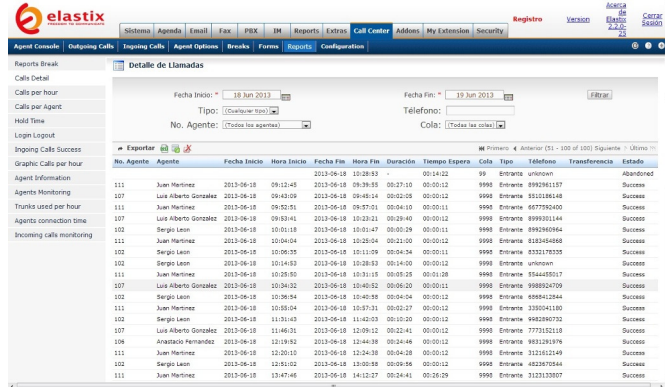 elastix
FREEDOM TO COMMUNICATE
Registro
Version
Acerca de Elastix 2.2.0-25
Cerrar Sesión
Sistema Agenda Email Fax PBX IM Reports Extras Call Center Addons My Extension Security
Agent Console Outgoing Calls Ingoing Calls Agent Options Breaks Forms Reports Configuration
Reports Break
Calls Detail
Calls per hour
Calls per Agent
Hold Time
Login Logout
Ingoing Calls Success
Graphic Calls per hour
Agent Information
Agents Monitoring
Trunks used per hour
Agents connection time
Incoming calls monitoring
Detalle de Llamadas
Fecha Inicio: * 18 Jun 2013 Fecha Fin: * 19 Jun 2013 Filtrar
Tipo: (Cualquier tipo) Teléfono:
No. Agente: (Todos los agentes) Cola: (Todas las colas)
Exportar Primero Anterior (51 - 100 of 100) Siguiente Último
No. Agente Agente Fecha Inicio Hora Inicio Fecha Fin Hora Fin Duración Tiempo Espera Cola Tipo Teléfono Transferencia Estado
2013-06-18 10:28:53 - 00:14:22 99 Entrante unknown Abandoned
111 Juan Martinez 2013-06-18 09:12:45 2013-06-18 09:39:55 00:27:10 00:00:12 9998 Entrante 8992961157 Success
107 Luis Alberto Gonzalez 2013-06-18 09:43:09 2013-06-18 09:45:14 00:02:05 00:00:12 9998 Entrante 5510186148 Success
111 Juan Martinez 2013-06-18 09:52:51 2013-06-18 09:57:01 00:04:10 00:00:11 9998 Entrante 6677592400 Success
107 Luis Alberto Gonzalez 2013-06-18 09:53:41 2013-06-18 10:23:21 00:29:40 00:00:12 9998 Entrante 8999301144 Success
102 Sergio Leon 2013-06-18 10:01:18 2013-06-18 10:01:47 00:00:29 00:00:11 9998 Entrante 8992960964 Success
111 Juan Martinez 2013-06-18 10:04:04 2013-06-18 10:25:04 00:21:00 00:00:12 9998 Entrante 8183454868 Success
102 Sergio Leon 2013-06-18 10:06:35 2013-06-18 10:11:09 00:04:34 00:00:11 9998 Entrante 8332178335 Success
102 Sergio Leon 2013-06-18 10:14:53 2013-06-18 10:28:53 00:14:00 00:00:12 9998 Entrante unknown Success
111 Juan Martinez 2013-06-18 10:25:50 2013-06-18 10:31:15 00:05:25 00:01:28 9998 Entrante 5544455017 Success
107 Luis Alberto Gonzalez 2013-06-18 10:34:32 2013-06-18 10:40:52 00:06:20 00:00:11 9998 Entrante 9988924709 Success
102 Sergio Leon 2013-06-18 10:36:54 2013-06-18 10:40:58 00:04:04 00:00:12 9998 Entrante 6868412844 Success
111 Juan Martinez 2013-06-18 10:55:04 2013-06-18 10:57:31 00:02:27 00:00:12 9998 Entrante 3350041180 Success
102 Sergio Leon 2013-06-18 11:31:43 2013-06-18 11:42:03 00:10:20 00:00:12 9998 Entrante 9982890732 Success
107 Luis Alberto Gonzalez 2013-06-18 11:46:31 2013-06-18 12:09:12 00:22:41 00:00:12 9998 Entrante 7773152118 Success
106 Anastacio Fernandez 2013-06-18 12:19:52 2013-06-18 12:44:38 00:24:46 00:00:12 9998 Entrante 9831291976 Success
111 Juan Martinez 2013-06-18 12:20:10 2013-06-18 12:24:38 00:04:28 00:00:12 9998 Entrante 3121612149 Success
102 Sergio Leon 2013-06-18 12:51:02 2013-06-18 13:00:58 00:09:56 00:00:12 9998 Entrante 4823670544 Success
111 Juan Martinez 2013-06-18 13:47:46 2013-06-18 14:12:27 00:24:41 00:26:29 9998 Entrante 3123133807 Success